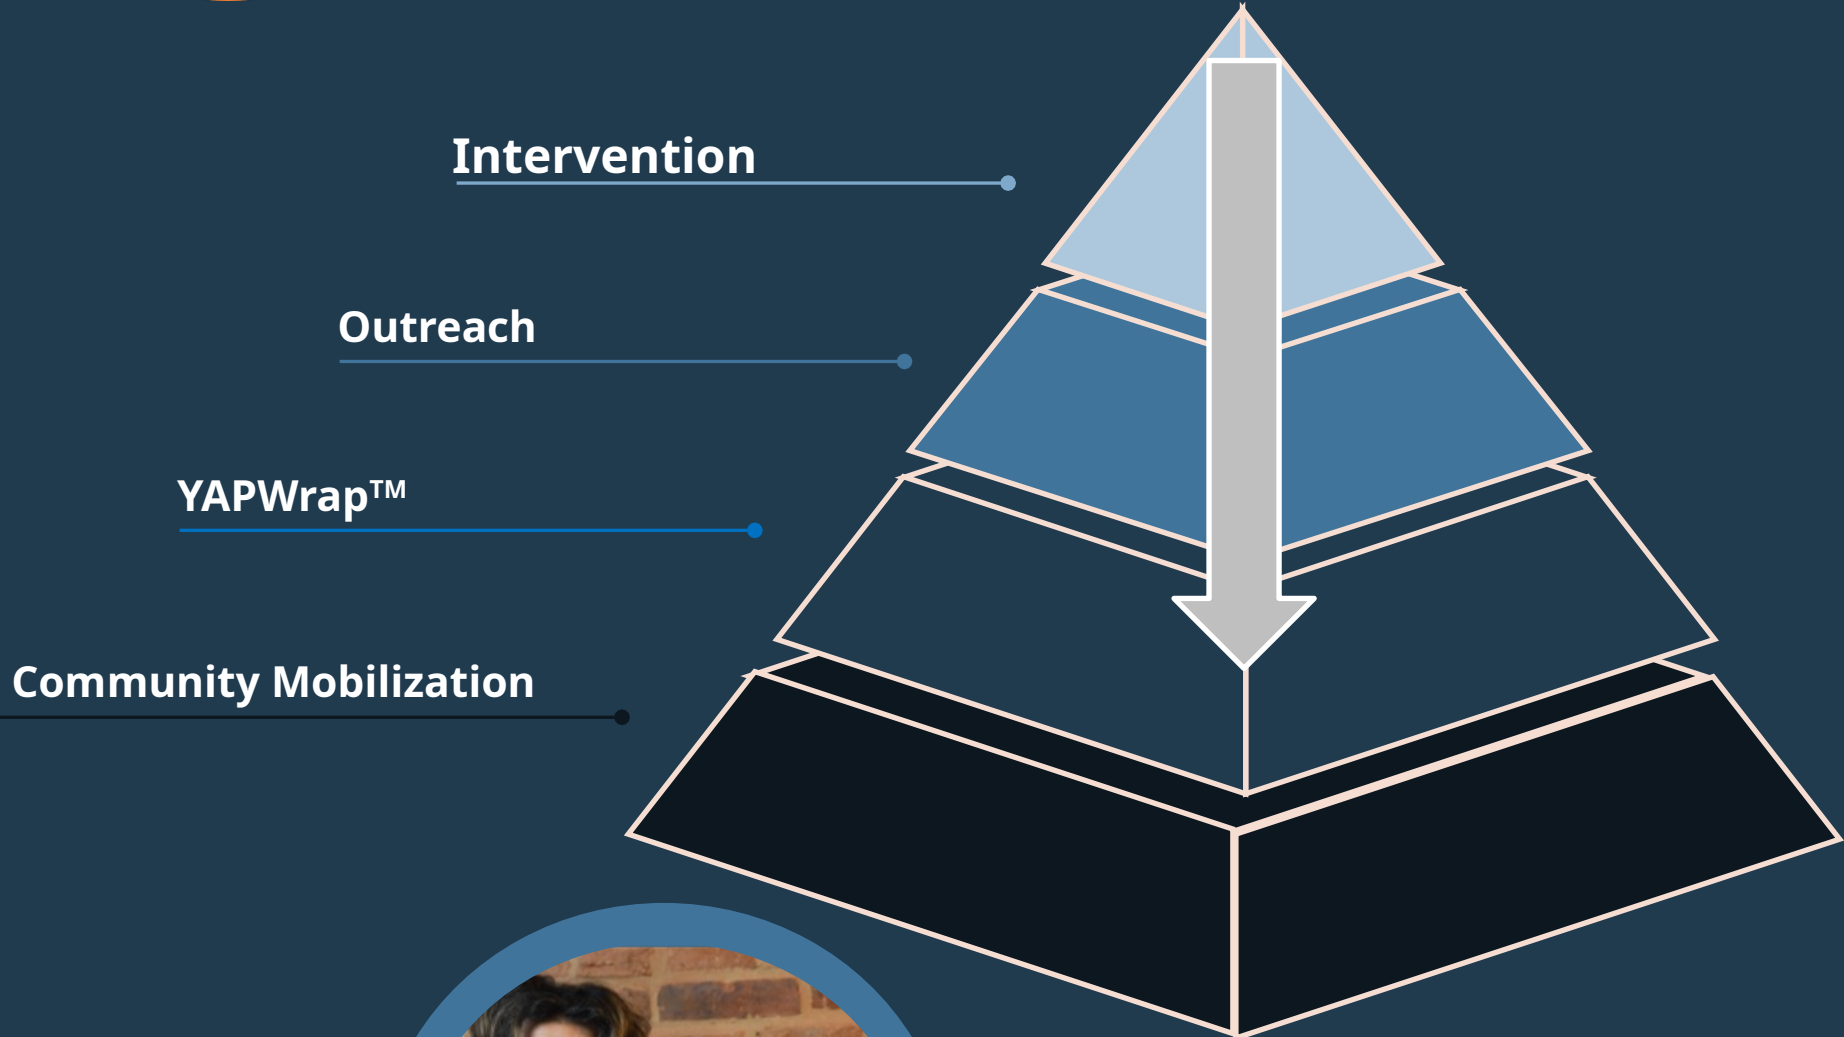 Intervention
Outreach
YAPWrap™
Community Mobilization